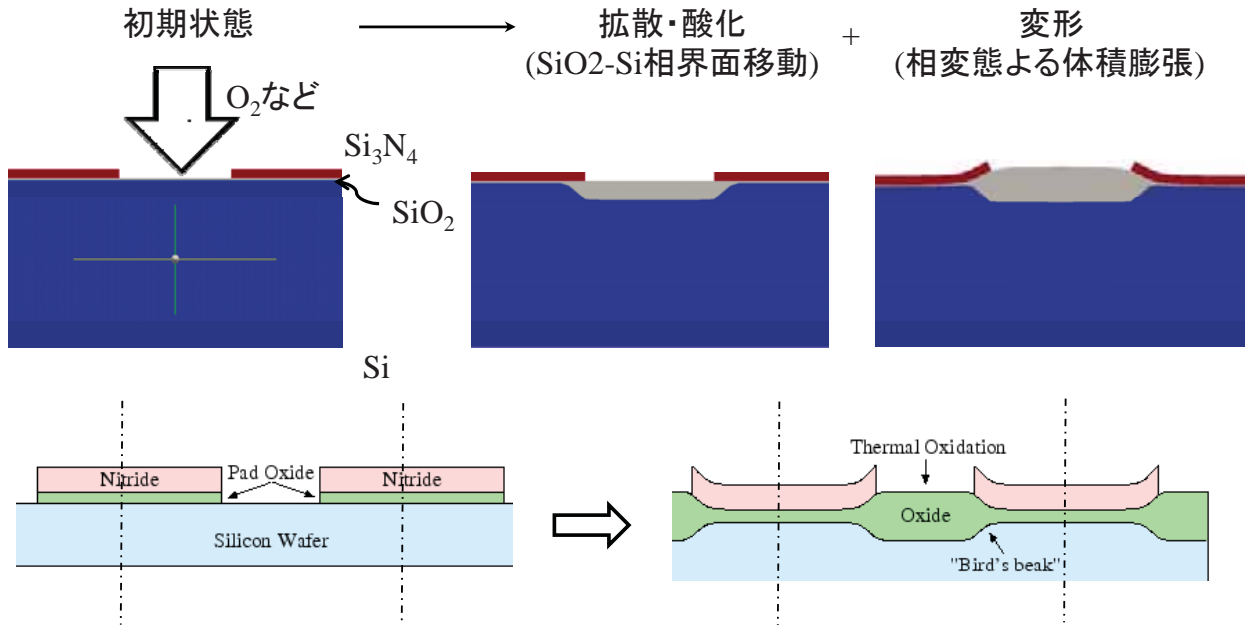 初期状態
拡散・酸化
(SiO2-Si相界面移動)
+
変形
(相変態よる体積膨張)
O₂など
Si₃N₄
SiO₂
Si
Nitride
Pad Oxide
Nitride
Silicon Wafer
Thermal Oxidation
Oxide
"Bird's beak"